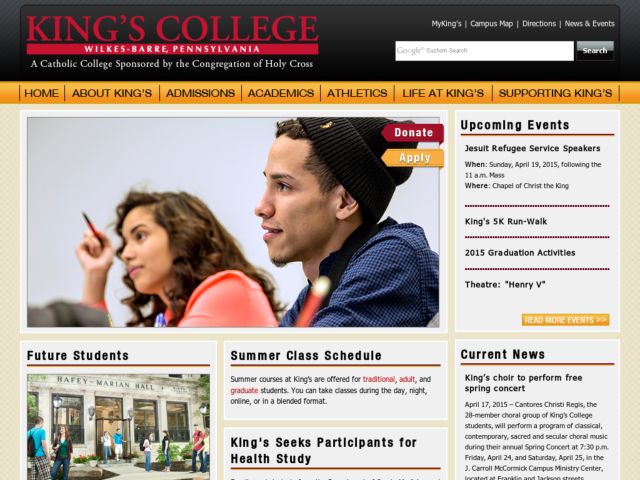 KING'S COLLEGE
WILKES-BARRE, PENNSYLVANIA
A Catholic College Sponsored by the Congregation of Holy Cross
MyKing's | Campus Map | Directions | News & Events
Google™ Custom Search
Search
HOME
ABOUT KING'S
ADMISSIONS
ACADEMICS
ATHLETICS
LIFE AT KING'S
SUPPORTING KING'S
Donate
Apply
Upcoming Events
Jesuit Refugee Service Speakers
When: Sunday, April 19, 2015, following the
11 a.m. Mass
Where: Chapel of Christ the King
King's 5K Run-Walk
2015 Graduation Activities
Theatre: "Henry V"
READ MORE EVENTS >>
Future Students
HAFEY-MARIAN HALL
Summer Class Schedule
Summer courses at King's are offered for traditional, adult, and
graduate students. You can take classes during the day, night,
online, or in a blended format.
King's Seeks Participants for
Health Study
Current News
King's choir to perform free
spring concert
April 17, 2015 – Cantores Christi Regis, the
28-member choral group of King's College
students, will perform a program of classical,
contemporary, sacred and secular choral music
during their annual Spring Concert at 7:30 p.m.
Friday, April 24, and Saturday, April 25, in the
J. Carroll McCormick Campus Ministry Center,
located at Franklin and Jackson streets